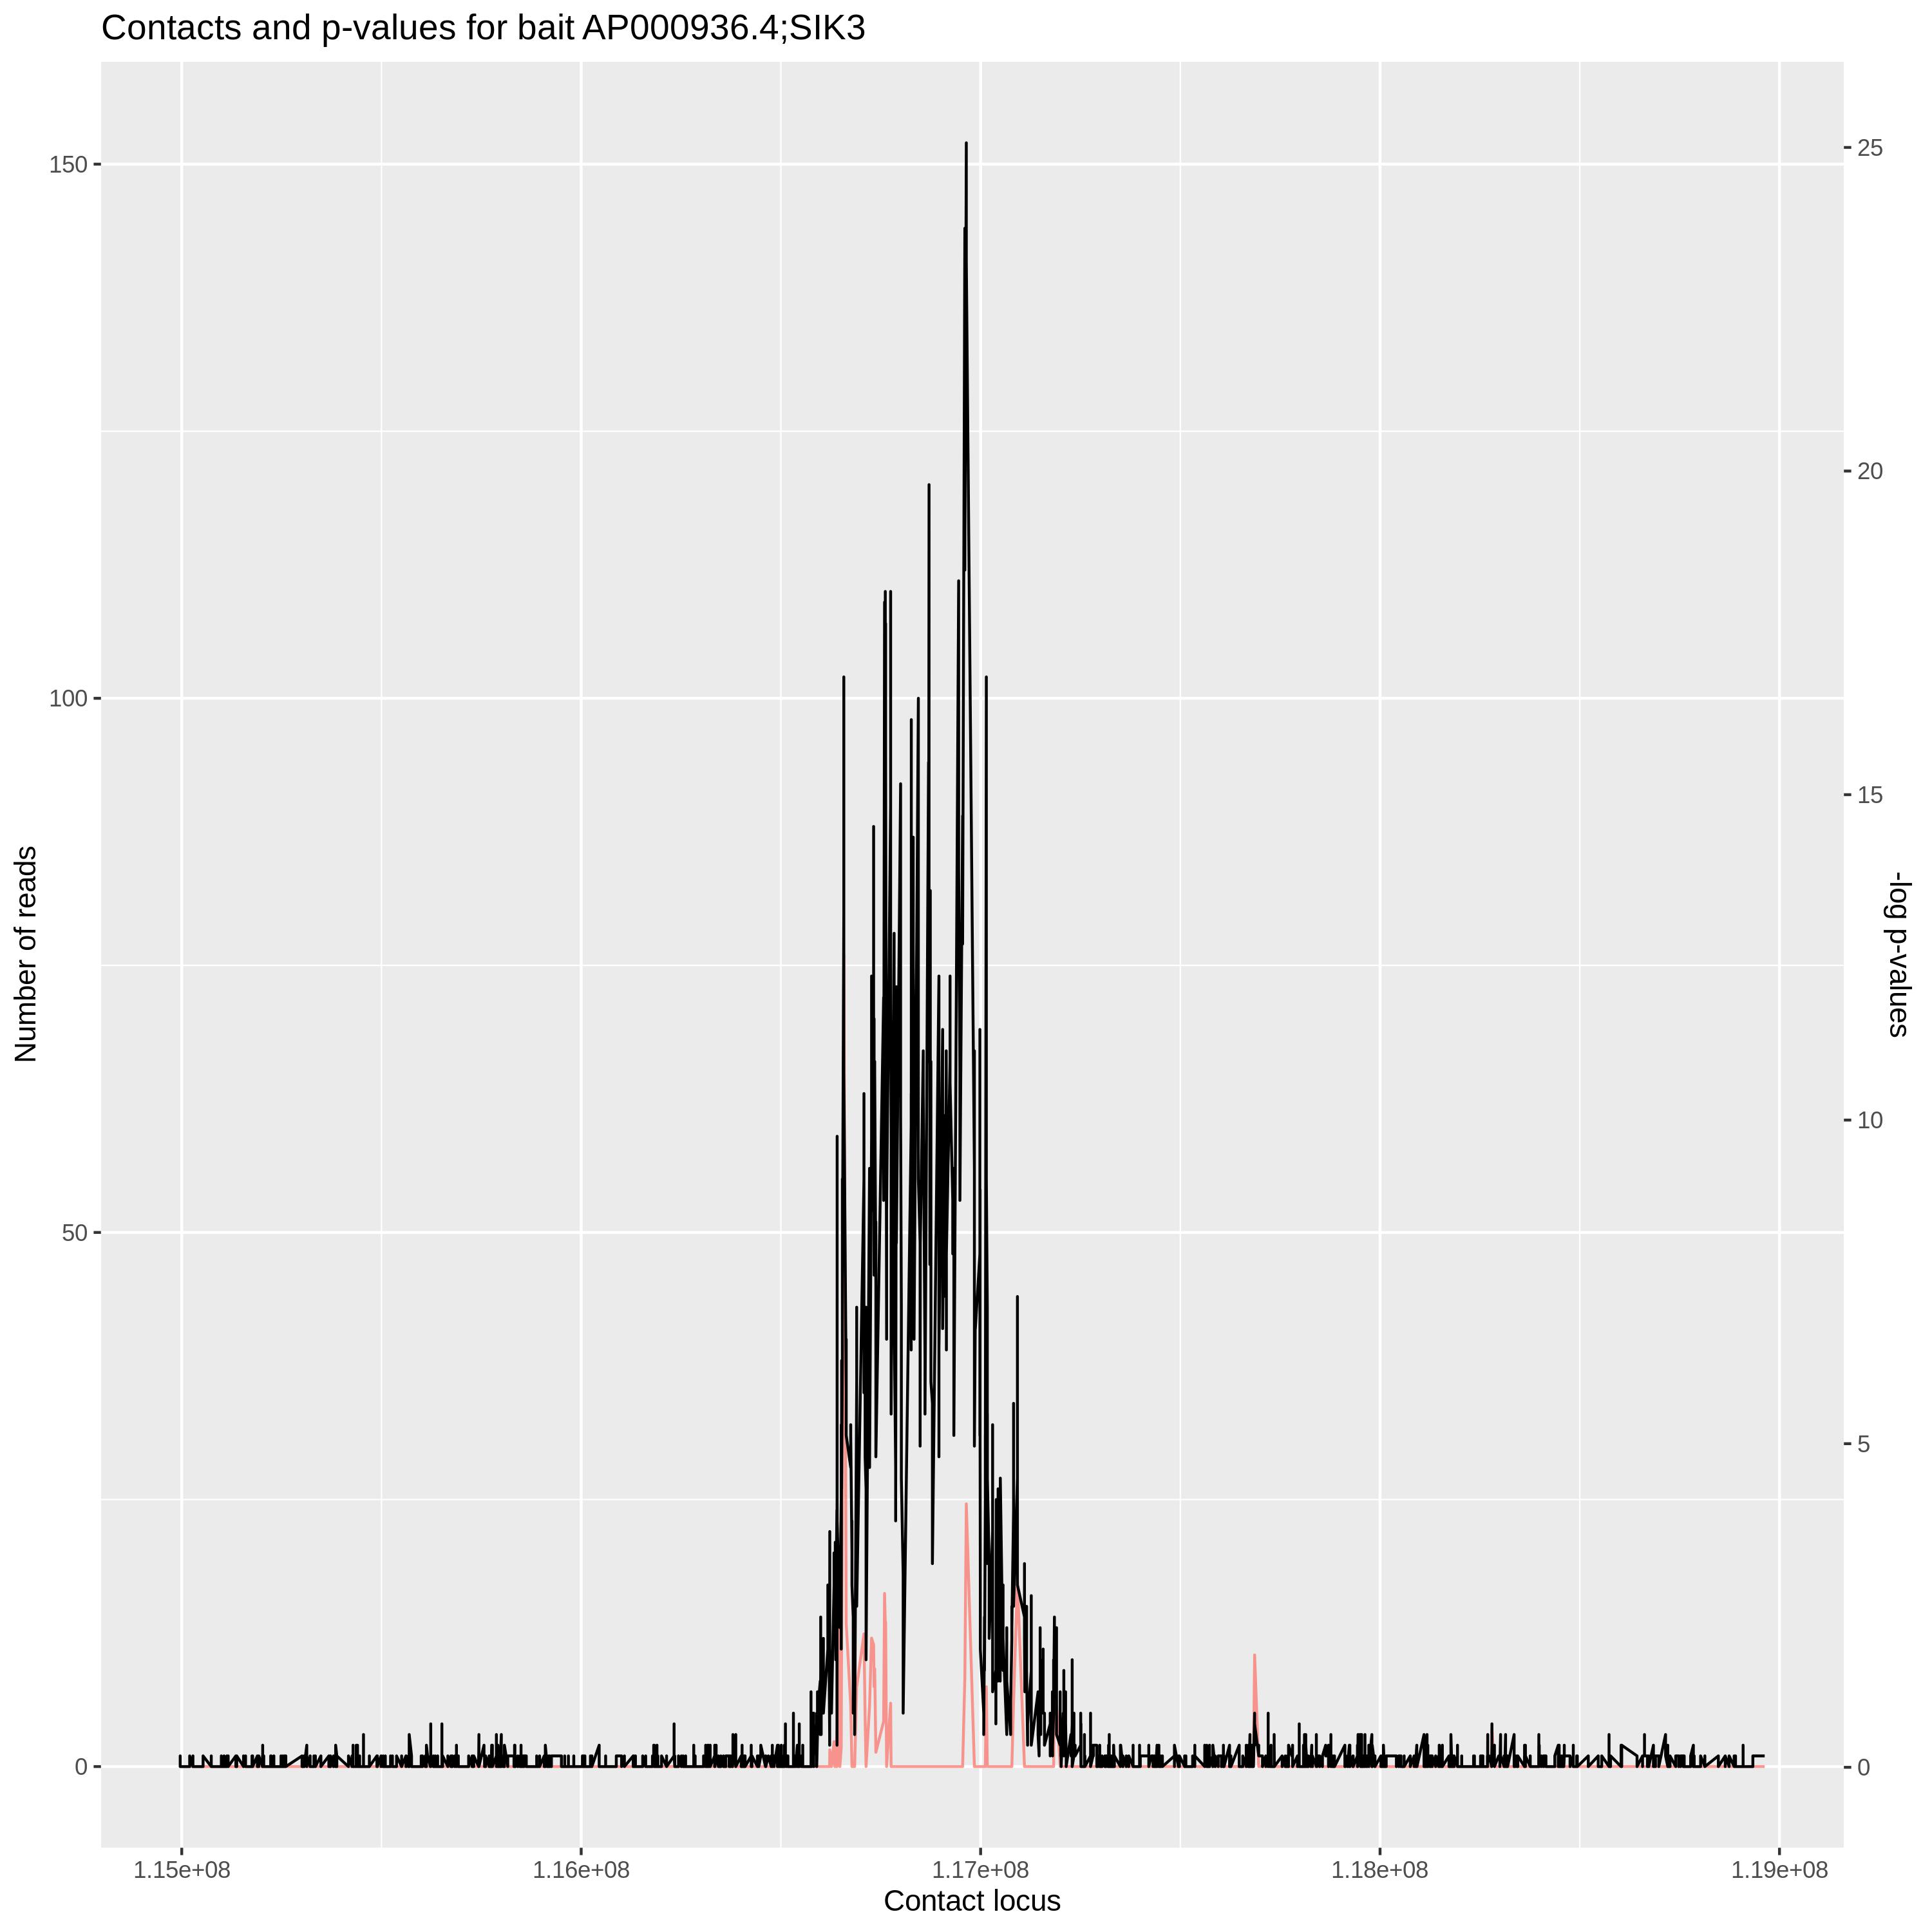 Contacts and p-values for bait AP000936.4;SIK3
150
100
50
0
Number of reads
25
20
15
10
5
0
-log p-values
1.15e+08
1.16e+08
1.17e+08
1.18e+08
1.19e+08
Contact locus